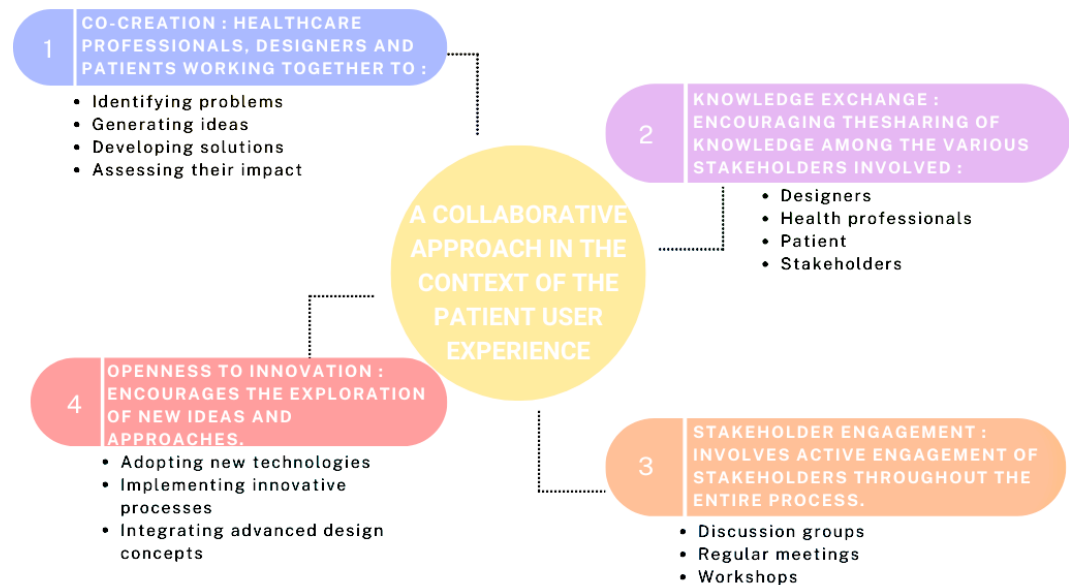 1
CO-CREATION : HEALTHCARE
PROFESSIONALS, DESIGNERS AND
PATIENTS WORKING TOGETHER TO :
• Identifying problems
• Generating ideas
• Developing solutions
• Assessing their impact
2
KNOWLEDGE EXCHANGE :
ENCOURAGING THESHARING OF
KNOWLEDGE AMONG THE VARIOUS
STAKEHOLDERS INVOLVED :
• Designers
• Health professionals
• Patient
• Stakeholders
A COLLABORATIVE
APPROACH IN THE
CONTEXT OF THE
PATIENT USER
EXPERIENCE
4
OPENNESS TO INNOVATION :
ENCOURAGES THE EXPLORATION
OF NEW IDEAS AND
APPROACHES.
• Adopting new technologies
• Implementing innovative
processes
• Integrating advanced design
concepts
3
STAKEHOLDER ENGAGEMENT :
INVOLVES ACTIVE ENGAGEMENT OF
STAKEHOLDERS THROUGHOUT THE
ENTIRE PROCESS.
• Discussion groups
• Regular meetings
• Workshops